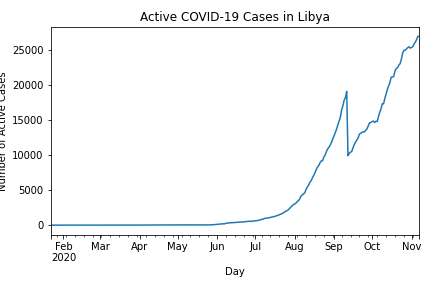 Active COVID-19 Cases in Libya
Number of Active Cases
25000
20000
15000
10000
5000
0
Feb Mar Apr May Jun Jul Aug Sep Oct Nov
2020
Day